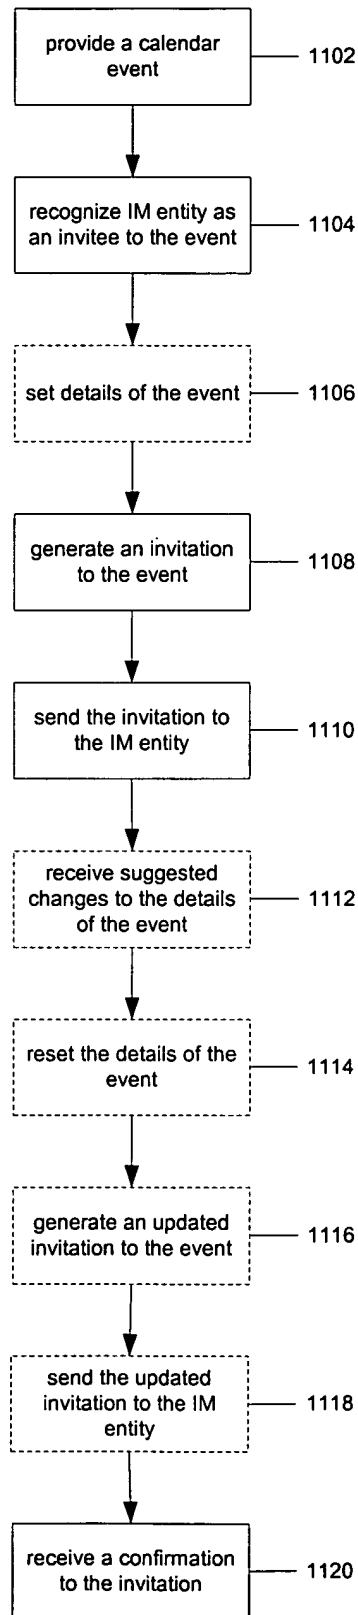 provide a calendar
event
1102
recognize IM entity as
an invitee to the event
1104
set details of the event
1106
generate an invitation
to the event
1108
send the invitation to
the IM entity
1110
receive suggested
changes to the details
of the event
1112
reset the details of the
event
1114
generate an updated
invitation to the event
1116
send the updated
invitation to the IM
entity
1118
receive a confirmation
to the invitation
1120